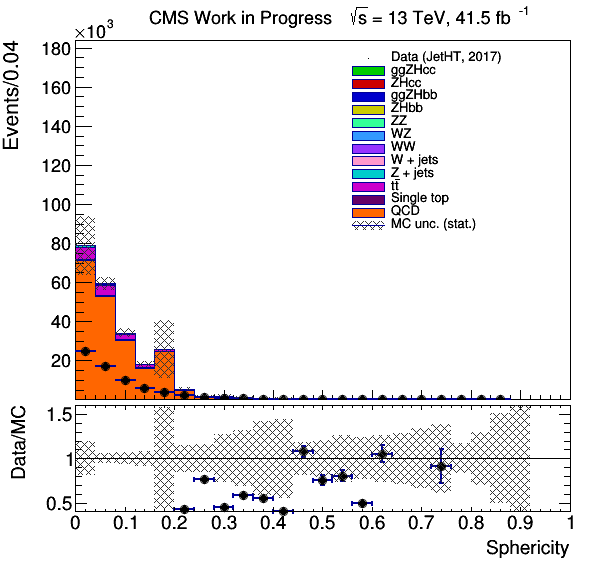 CMS Work in Progress √s = 13 TeV, 41.5 fb⁻¹
×10³
Events/0.04
180
160
140
120
100
80
60
40
20
Data (JetHT, 2017)
ggZHcc
ZHcc
ggZHbb
ZHbb
ZZ
WZ
WW
W + jets
Z + jets
tt̄
Single top
QCD
MC unc. (stat.)
Data/MC
1.5
1
0.5
0 0.1 0.2 0.3 0.4 0.5 0.6 0.7 0.8 0.9 1
Sphericity